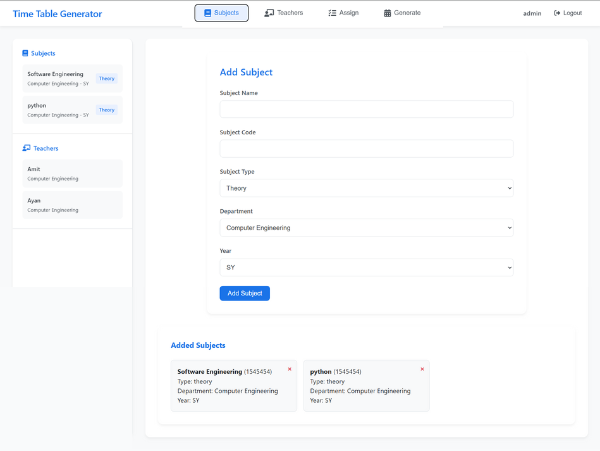 Time Table Generator
Subjects
Teachers
Assign
Generate
admin
Logout
Subjects
Software Engineering
Computer Engineering - SY
Theory
python
Computer Engineering - SY
Theory
Teachers
Amit
Computer Engineering
Ayan
Computer Engineering
Add Subject
Subject Name
Subject Code
Subject Type
Theory
Department
Computer Engineering
Year
SY
Add Subject
Added Subjects
Software Engineering (1545454)
Type: theory
Department: Computer Engineering
Year: SY
python (1545454)
Type: theory
Department: Computer Engineering
Year: SY